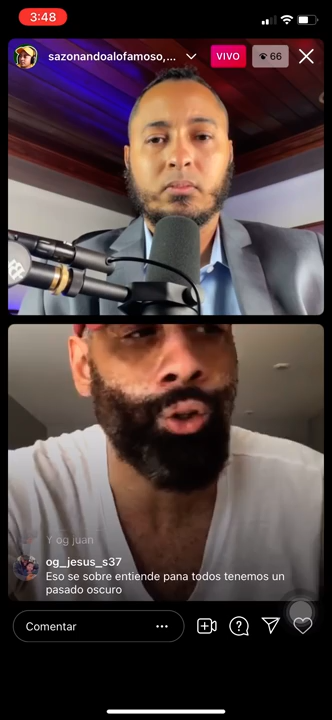 3:48
sazonandoalofamoso,...
VIVO
66
Y og juan
og_jesus_s37
Eso se sobre entiende pana todos tenemos un
pasado oscuro
Comentar